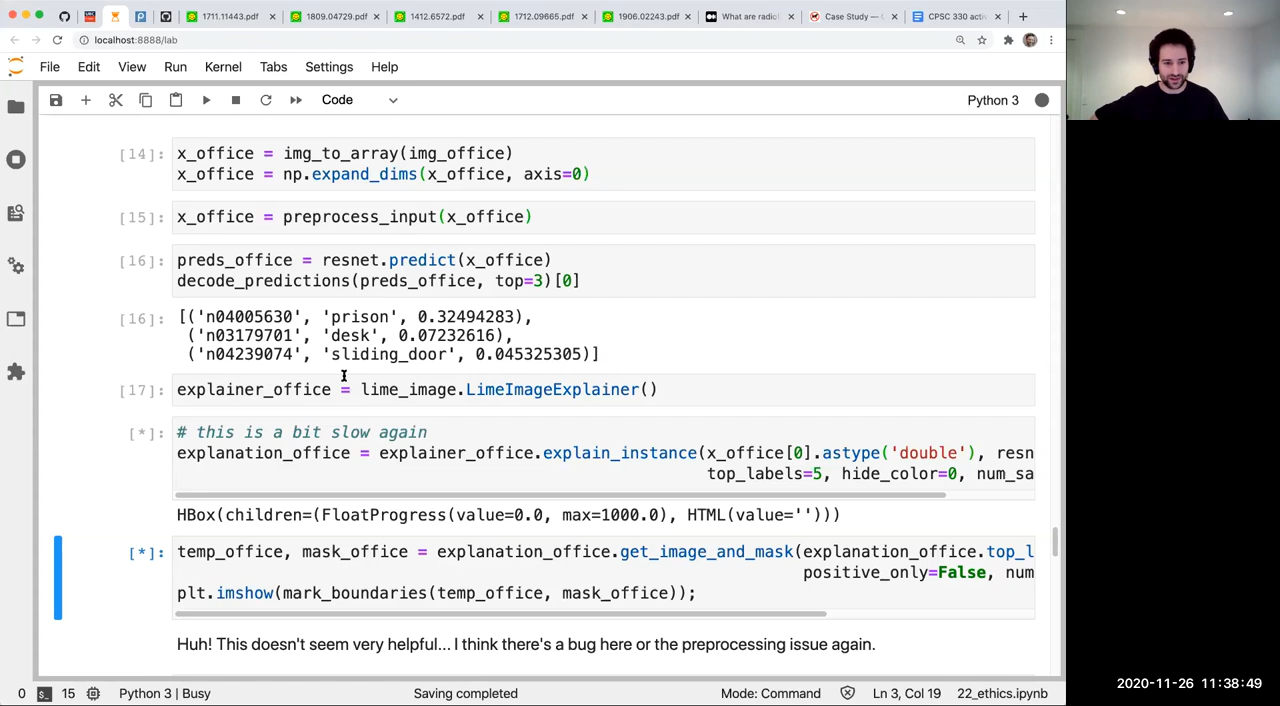 1711.11443.pdf
1809.04729.pdf
1412.6572.pdf
1712.09665.pdf
1906.02243.pdf
What are radiol
Case Study —
CPSC 330 acti
localhost:8888/lab
File Edit View Run Kernel Tabs Settings Help
Code
Python 3
[14]: x_office = img_to_array(img_office)
x_office = np.expand_dims(x_office, axis=0)
[15]: x_office = preprocess_input(x_office)
[16]: preds_office = resnet.predict(x_office)
decode_predictions(preds_office, top=3)[0]
[16]: [('n04005630', 'prison', 0.32494283),
('n03179701', 'desk', 0.07232616),
('n04239074', 'sliding_door', 0.045325305)]
[17]: explainer_office = lime_image.LimeImageExplainer()
[*]: # this is a bit slow again
explanation_office = explainer_office.explain_instance(x_office[0].astype('double'), resn
top_labels=5, hide_color=0, num_sa
HBox(children=(FloatProgress(value=0.0, max=1000.0), HTML(value='')))
[*]: temp_office, mask_office = explanation_office.get_image_and_mask(explanation_office.top_l
positive_only=False, num
plt.imshow(mark_boundaries(temp_office, mask_office));
Huh! This doesn't seem very helpful... I think there's a bug here or the preprocessing issue again.
0 15 Python 3 | Busy Saving completed Mode: Command Ln 3, Col 19 22_ethics.ipynb
2020-11-26 11:38:49